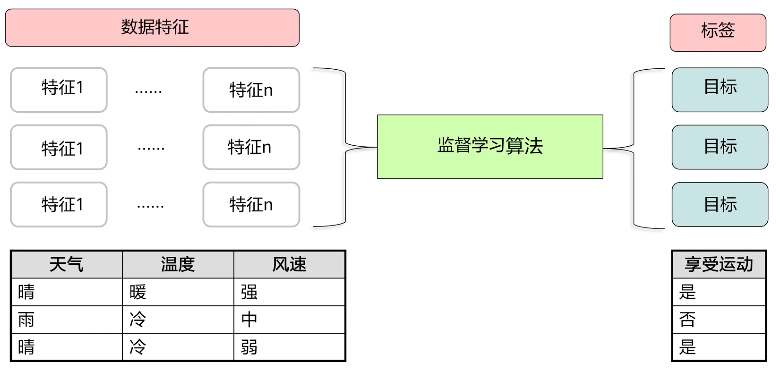 数据特征 标签
特征1 ...... 特征n 目标
特征1 ...... 特征n 监督学习算法 目标
特征1 ...... 特征n 目标
天气 温度 风速 享受运动
晴 暖 强 是
雨 冷 中 否
晴 冷 弱 是